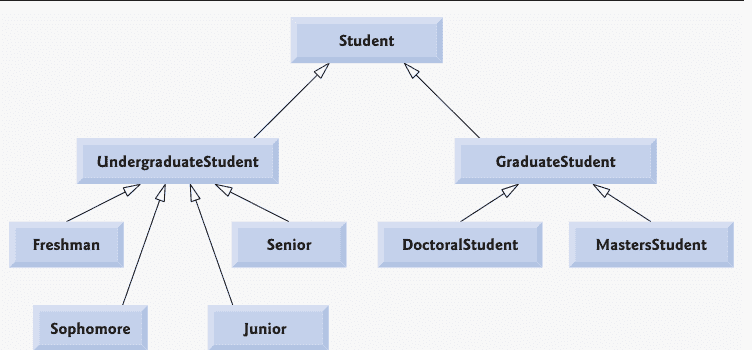 Student
UndergraduateStudent
GraduateStudent
Freshman
Senior
DoctoralStudent
MastersStudent
Sophomore
Junior